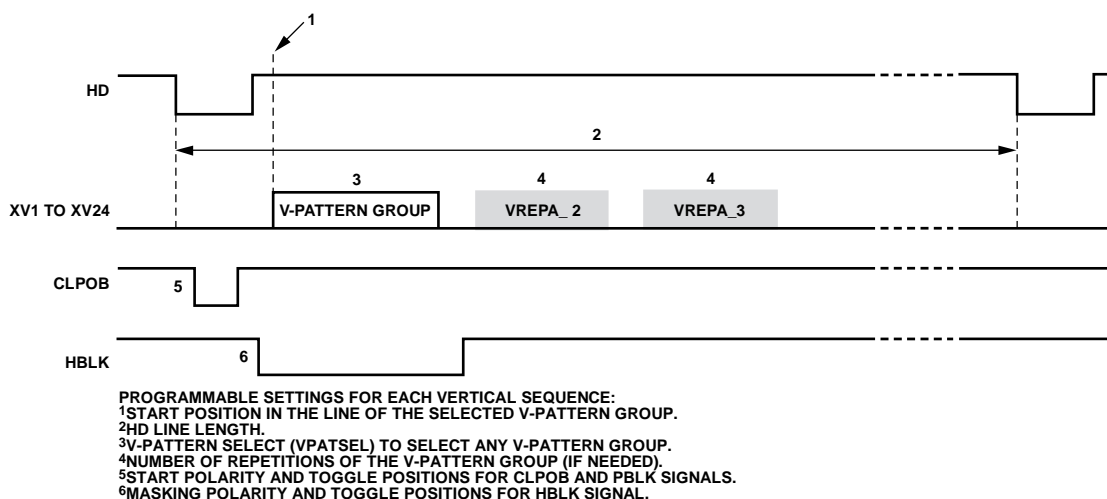 1
HD
2
3 4 4
XV1 TO XV24 V-PATTERN GROUP VREPA_ 2 VREPA_3
CLPOB 5
HBLK 6
PROGRAMMABLE SETTINGS FOR EACH VERTICAL SEQUENCE:
1START POSITION IN THE LINE OF THE SELECTED V-PATTERN GROUP.
2HD LINE LENGTH.
3V-PATTERN SELECT (VPATSEL) TO SELECT ANY V-PATTERN GROUP.
4NUMBER OF REPETITIONS OF THE V-PATTERN GROUP (IF NEEDED).
5START POLARITY AND TOGGLE POSITIONS FOR CLPOB AND PBLK SIGNALS.
6MASKING POLARITY AND TOGGLE POSITIONS FOR HBLK SIGNAL.